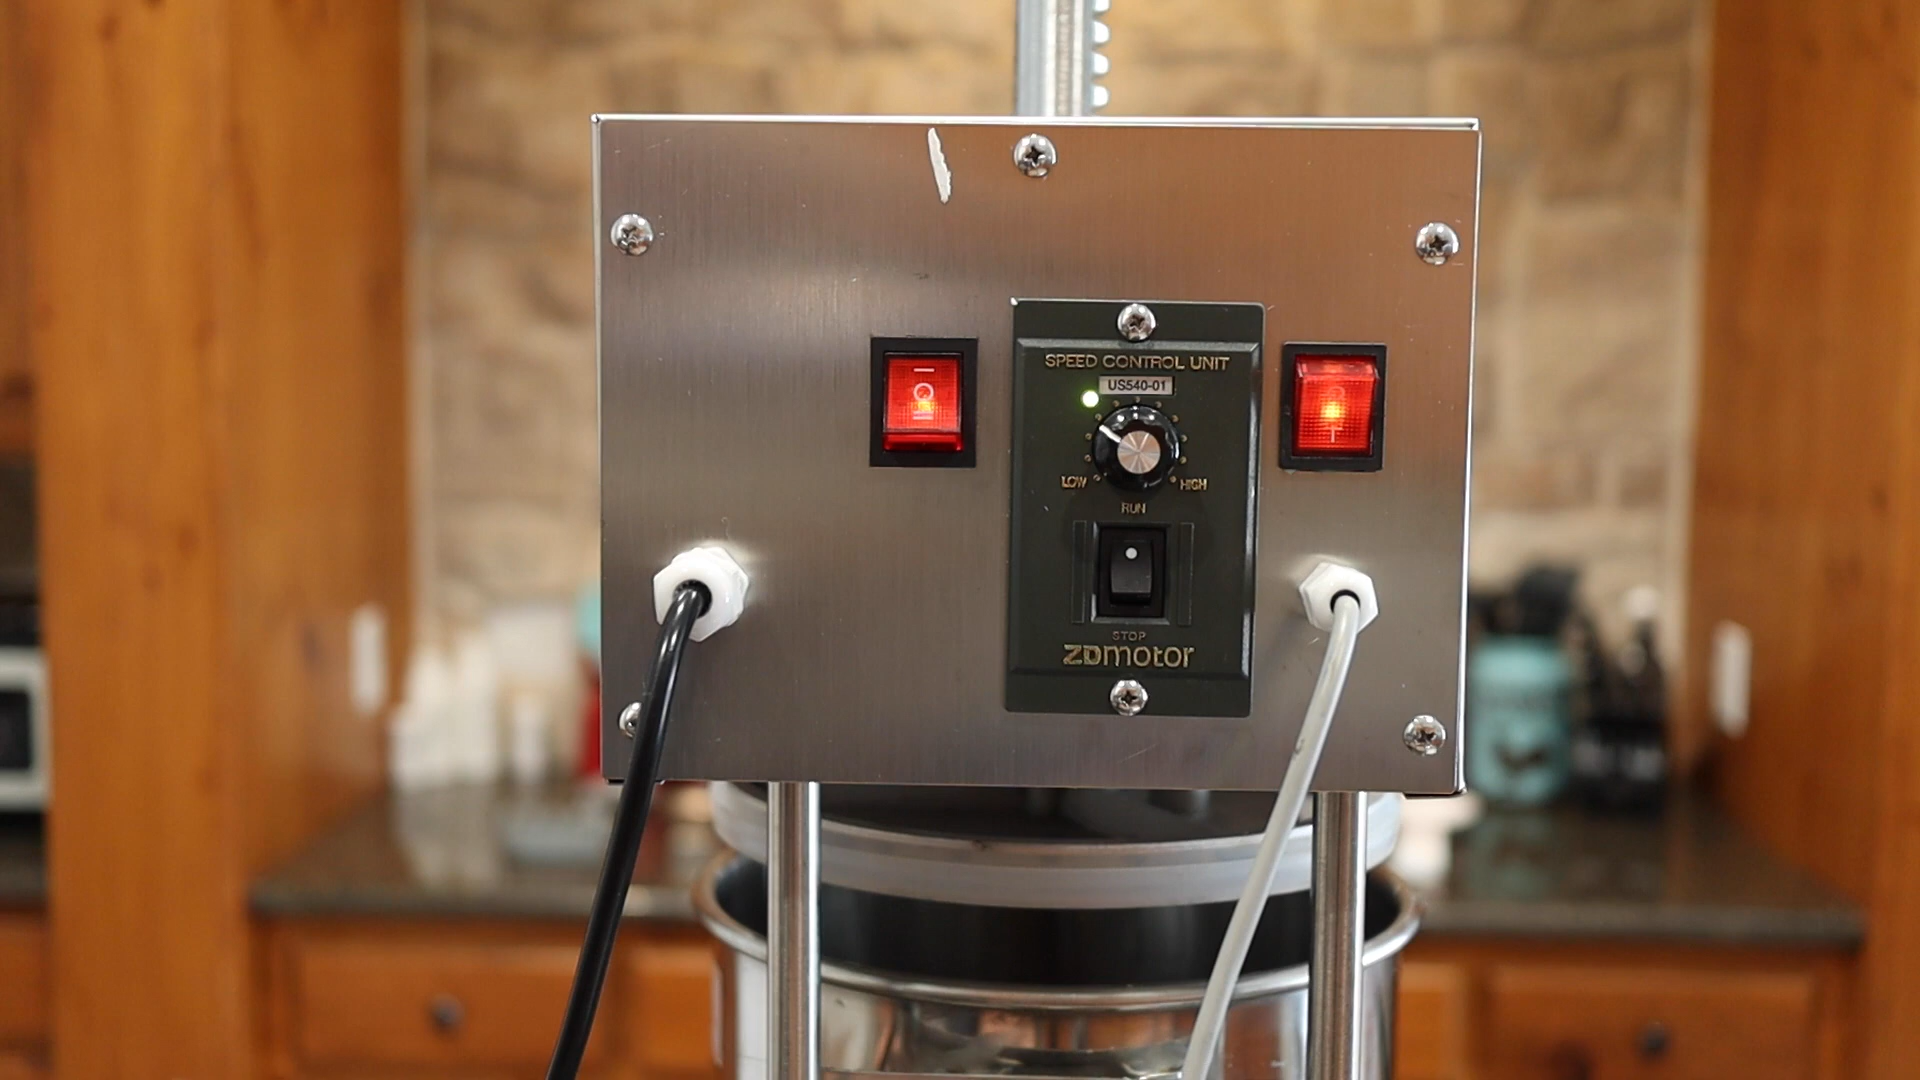 SPEED CONTROL UNIT
US540-01
LOW
HIGH
RUN
STOP
ZDmotor